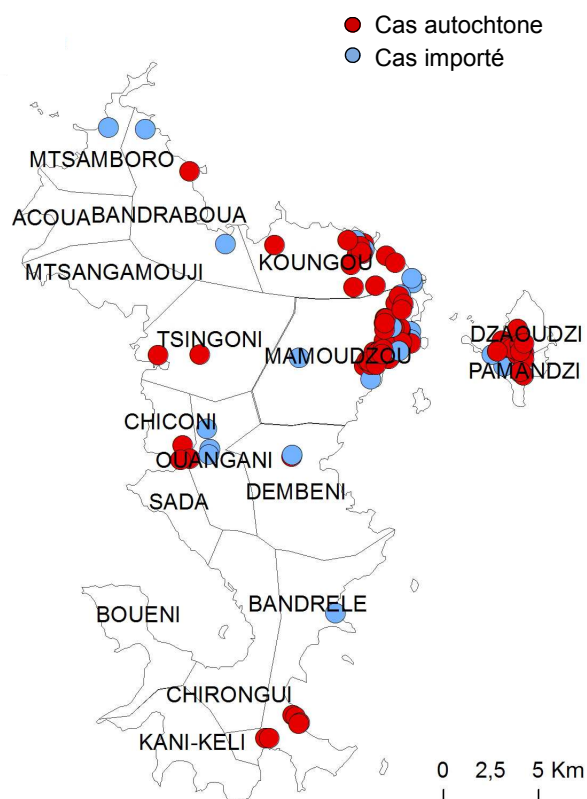 Cas autochtone
Cas importé
MTSAMBORO
ACOUA
BANDRABOUA
MTSANGAMOUJI
KOUNGOU
TSINGONI
MAMOUDZOU
DZAOUDZI
PAMANDZI
CHICONI
OUANGANI
SADA
DEMBENI
BOUENI
BANDRELE
CHIRONGUI
KANI-KELI
0 2,5 5 Km